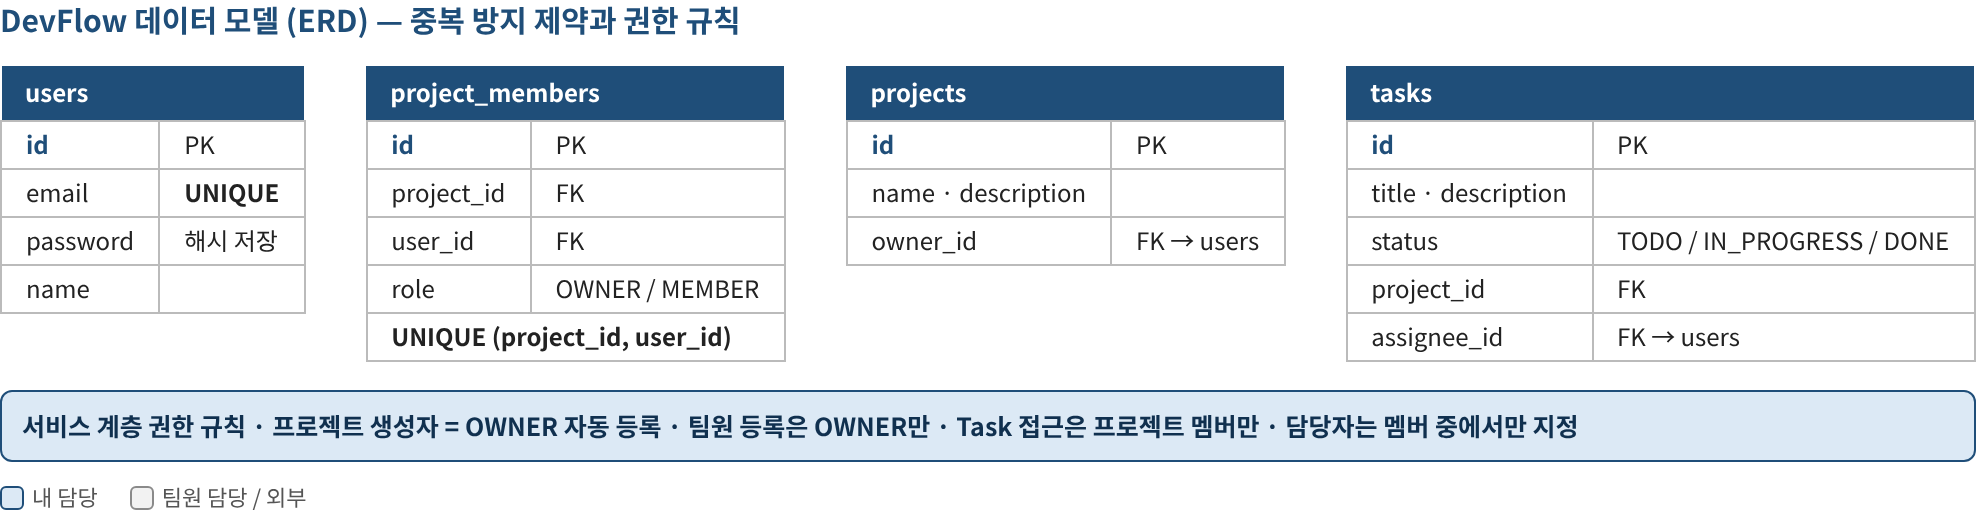 DevFlow 데이터 모델 (ERD) — 중복 방지 제약과 권한 규칙
users
id PK
email UNIQUE
password 해시 저장
name
project_members
id PK
project_id FK
user_id FK
role OWNER / MEMBER
UNIQUE (project_id, user_id)
projects
id PK
name · description
owner_id FK → users
tasks
id PK
title · description
status TODO / IN_PROGRESS / DONE
project_id FK
assignee_id FK → users
서비스 계층 권한 규칙 · 프로젝트 생성자 = OWNER 자동 등록 · 팀원 등록은 OWNER만 · Task 접근은 프로젝트 멤버만 · 담당자는 멤버 중에서만 지정
내 담당 팀원 담당 / 외부